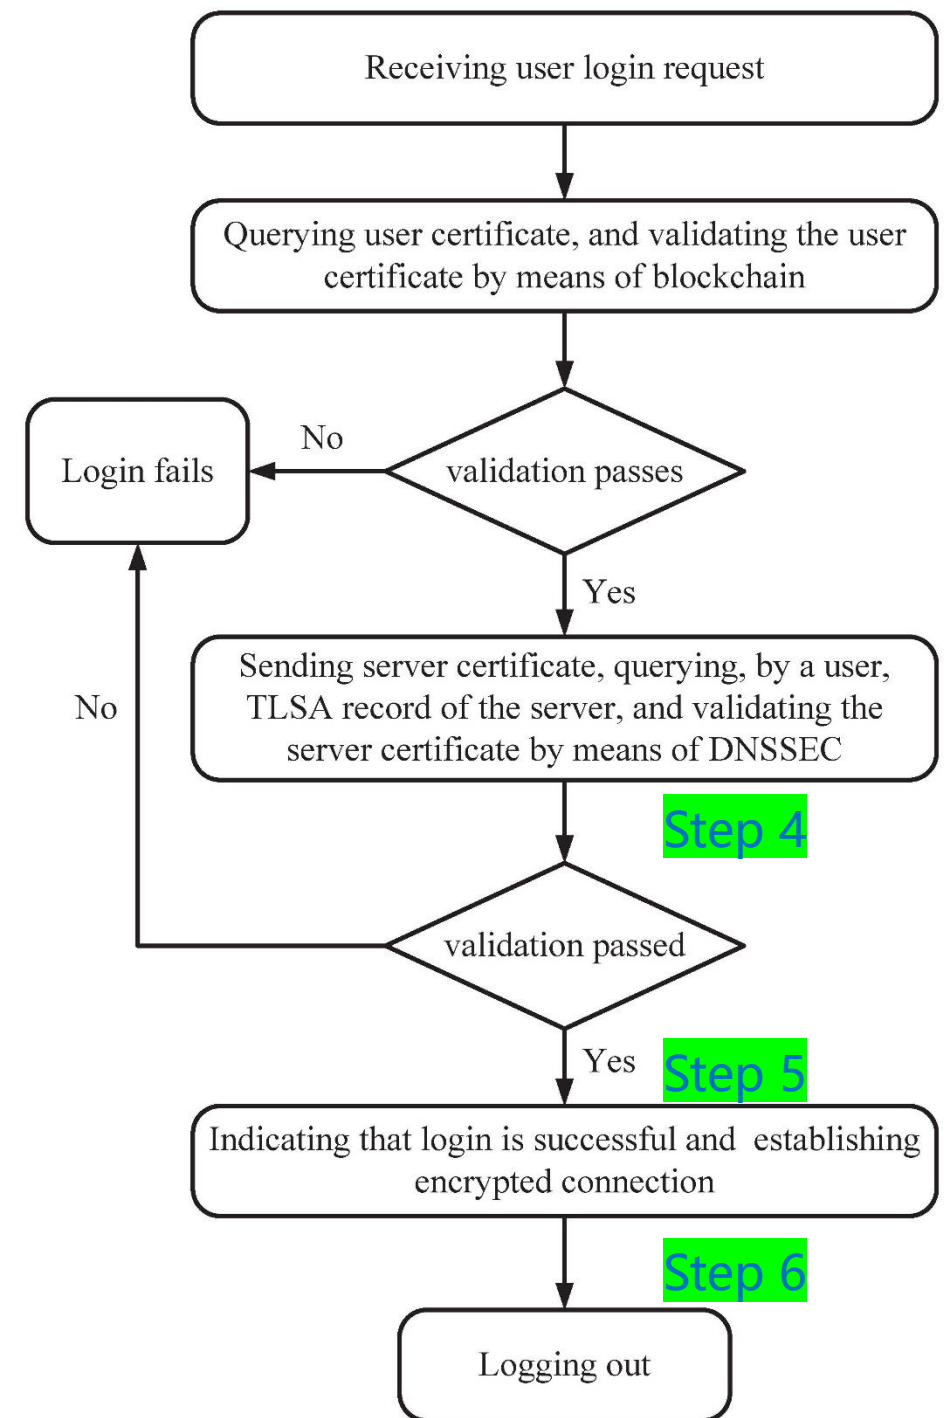 Receiving user login request
Querying user certificate, and validating the user
certificate by means of blockchain
No
Login fails
validation passes
Yes
Sending server certificate, querying, by a user,
TLSA record of the server, and validating the
server certificate by means of DNSSEC
No
Step 4
validation passed
Yes
Step 5
Indicating that login is successful and establishing
encrypted connection
Step 6
Logging out